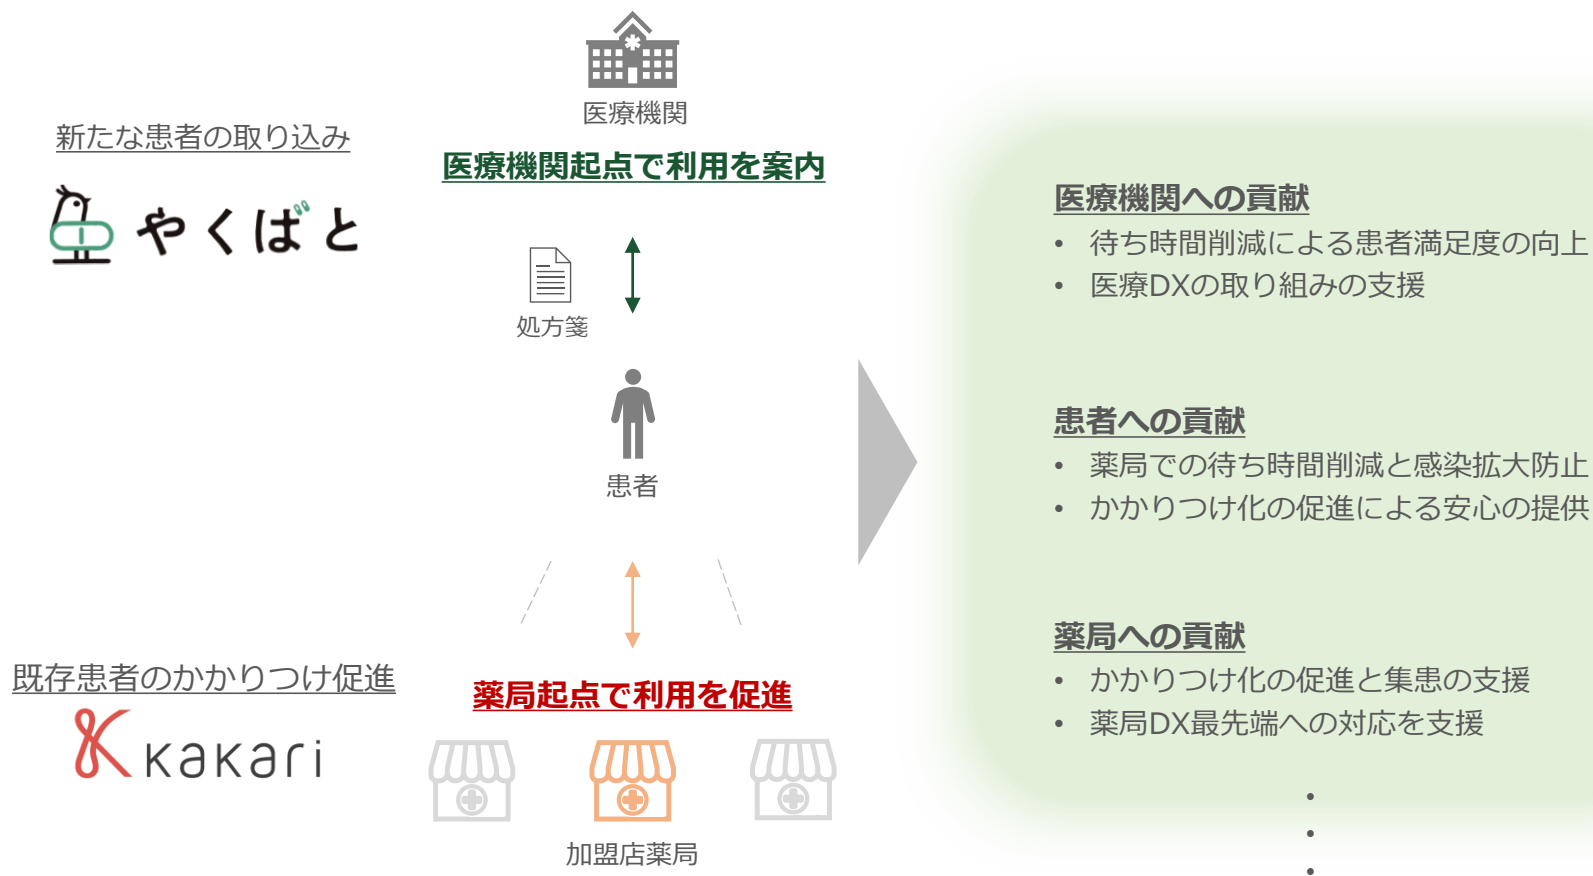 医療機関
新たな患者の取り込み
医療機関起点で利用を案内
やくばと
処方箋
患者
既存患者のかかりつけ促進
薬局起点で利用を促進
kakari
加盟店薬局
医療機関への貢献
• 待ち時間削減による患者満足度の向上
• 医療DXの取り組みの支援
患者への貢献
• 薬局での待ち時間削減と感染拡大防止
• かかりつけ化の促進による安心の提供
薬局への貢献
• かかりつけ化の促進と集患の支援
• 薬局DX最先端への対応を支援
•
•
•